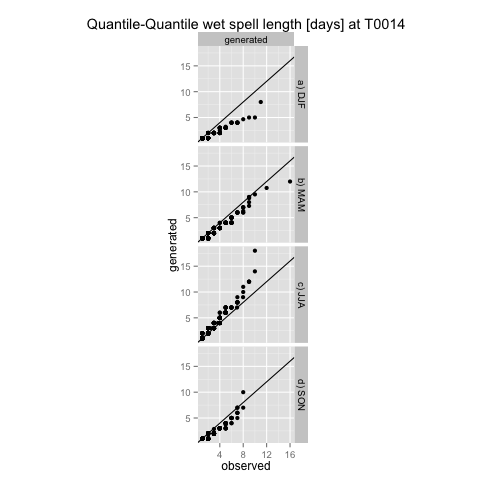 Quantile-Quantile wet spell length [days] at T0014
generated
15
10
5
a) DJF
15
10
5
b) MAM
generated
15
10
5
c) JJA
15
10
5
d) SON
4 8 12 16
observed